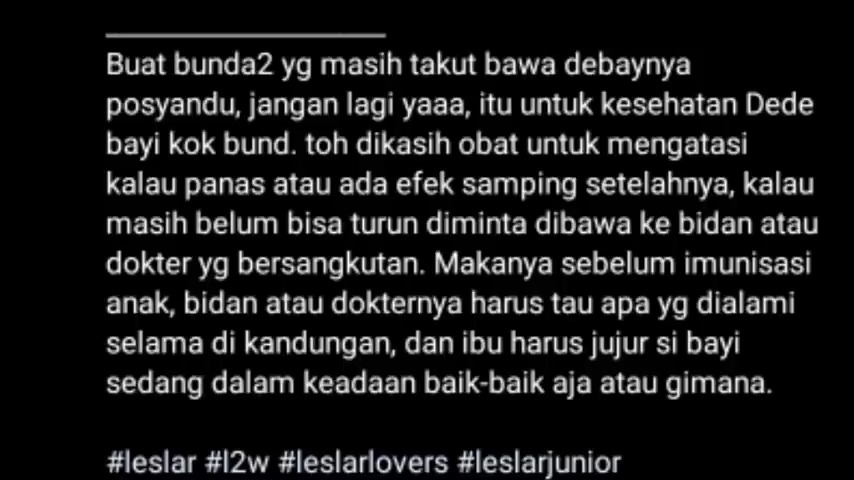 Buat bunda2 yg masih takut bawa debaynya
posyandu, jangan lagi yaaa, itu untuk kesehatan Dede
bayi kok bund. toh dikasih obat untuk mengatasi
kalau panas atau ada efek samping setelahnya, kalau
masih belum bisa turun diminta dibawa ke bidan atau
dokter yg bersangkutan. Makanya sebelum imunisasi
anak, bidan atau dokternya harus tau apa yg dialami
selama di kandungan, dan ibu harus jujur si bayi
sedang dalam keadaan baik-baik aja atau gimana.
#leslar #l2w #leslarlovers #leslarjunior